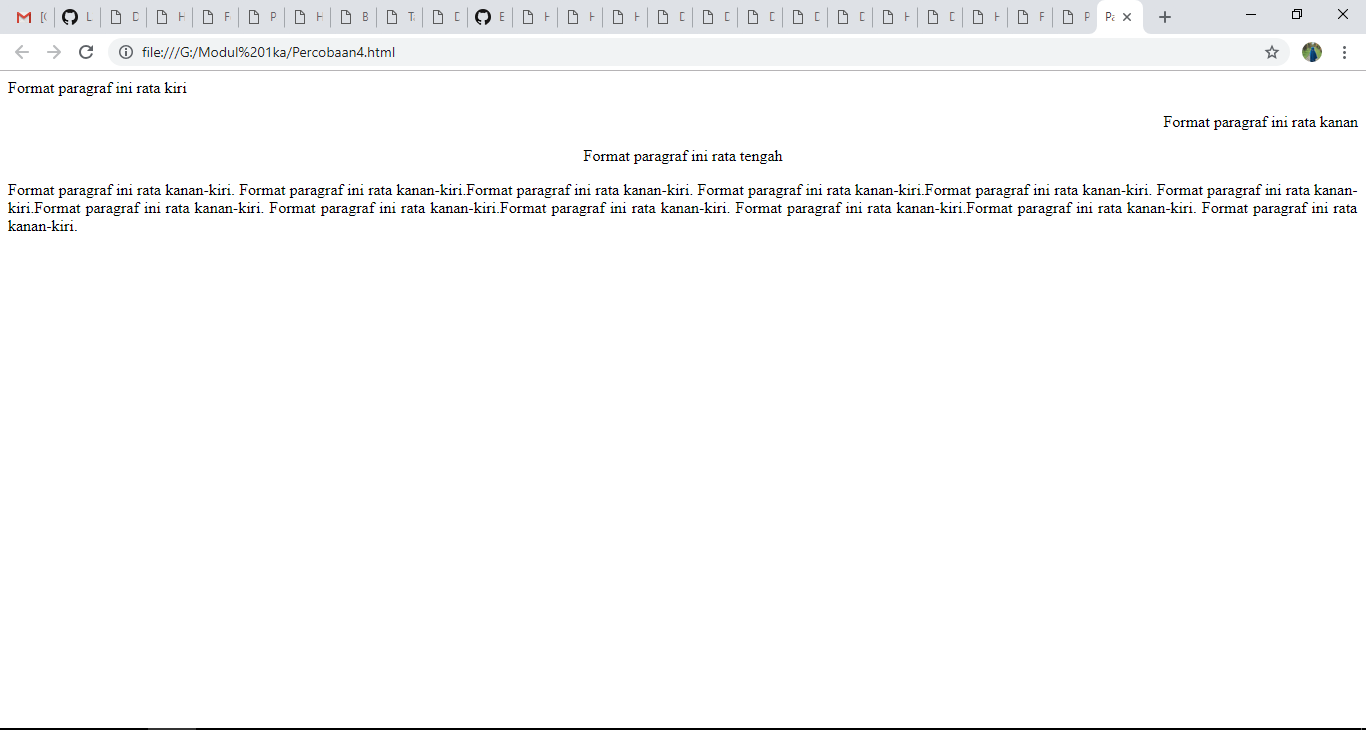 file:///G:/Modul%201ka/Percobaan4.html
Format paragraf ini rata kiri
Format paragraf ini rata kanan
Format paragraf ini rata tengah
Format paragraf ini rata kanan-kiri. Format paragraf ini rata kanan-kiri.Format paragraf ini rata kanan-kiri. Format paragraf ini rata kanan-kiri.Format paragraf ini rata kanan-kiri. Format paragraf ini rata kanan-
kiri.Format paragraf ini rata kanan-kiri. Format paragraf ini rata kanan-kiri.Format paragraf ini rata kanan-kiri. Format paragraf ini rata kanan-kiri.Format paragraf ini rata kanan-kiri. Format paragraf ini rata
kanan-kiri.